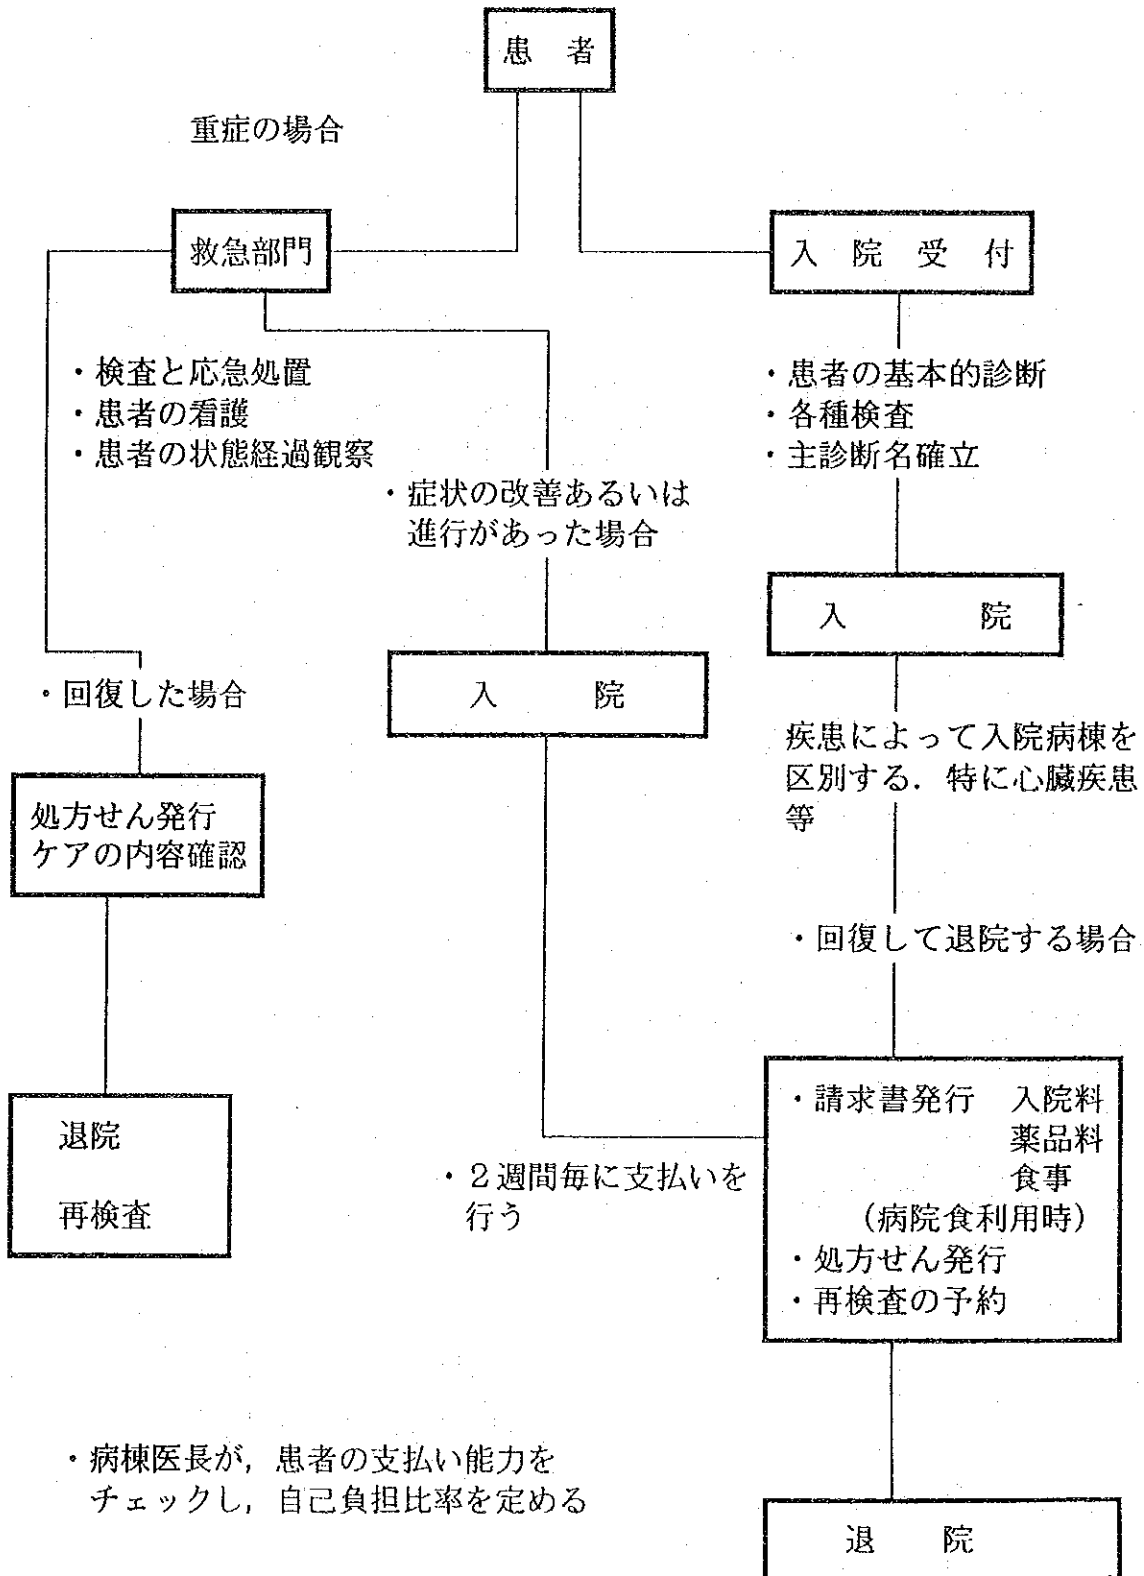 患 者
重症の場合
救急部門
入 院 受 付
・検査と応急処置
・患者の看護
・患者の状態経過観察
・患者の基本的診断
・各種検査
・主診断名確立
・症状の改善あるいは
進行があった場合
入 院
・回復した場合
入 院
疾患によって入院病棟を
区別する．特に心臓疾患
等
処方せん発行
ケアの内容確認
・回復して退院する場合
退院
再検査
・２週間毎に支払いを
行う
・請求書発行 入院料
薬品料
食事
（病院食利用時）
・処方せん発行
・再検査の予約
・病棟医長が，患者の支払い能力を
チェックし，自己負担比率を定める
退 院